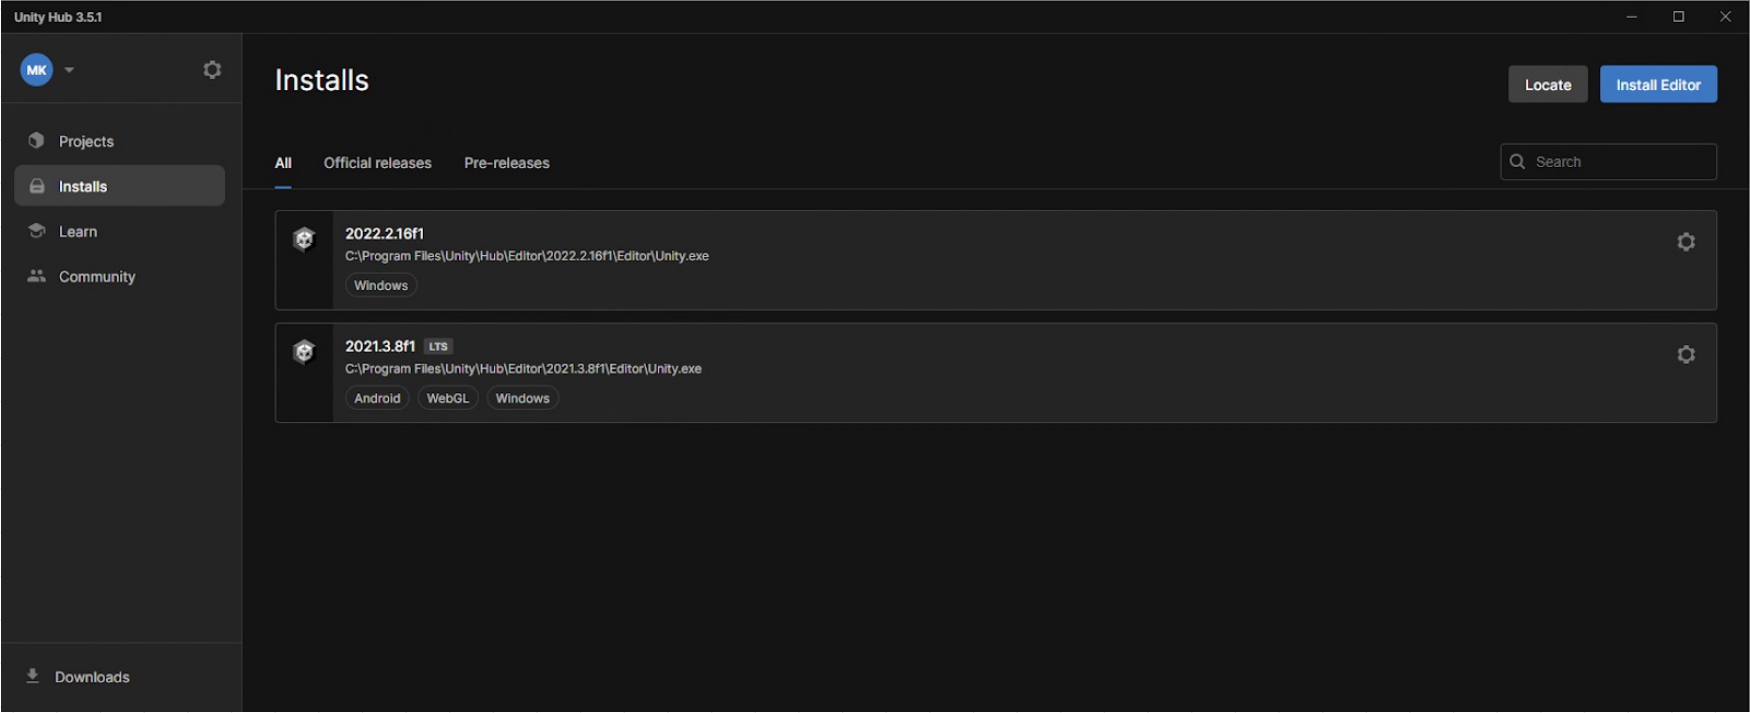 Unity Hub 3.5.1
MK
Projects
Installs
Learn
Community
Downloads
Installs
Locate
Install Editor
All
Official releases
Pre-releases
Search
2022.2.16f1
C:\Program Files\Unity\Hub\Editor\2022.2.16f1\Editor\Unity.exe
Windows
2021.3.8f1 LTS
C:\Program Files\Unity\Hub\Editor\2021.3.8f1\Editor\Unity.exe
Android WebGL Windows